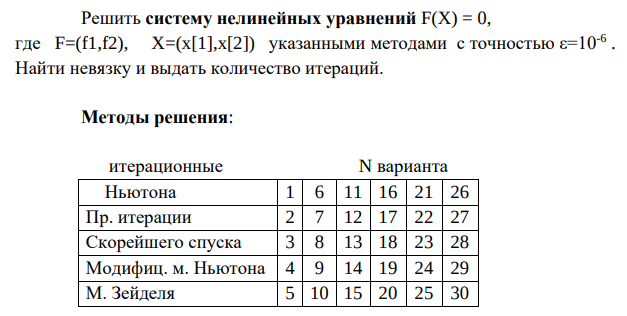 Решить систему нелинейных уравнений F(X) = 0,
где F=(f1,f2), X=(x[1],x[2]) указанными методами с точностью ε=10⁻⁶ .
Найти невязку и выдать количество итераций.
Методы решения:
итерационные N варианта
Ньютона 1 6 11 16 21 26
Пр. итерации 2 7 12 17 22 27
Скорейшего спуска 3 8 13 18 23 28
Модифиц. м. Ньютона 4 9 14 19 24 29
М. Зейделя 5 10 15 20 25 30